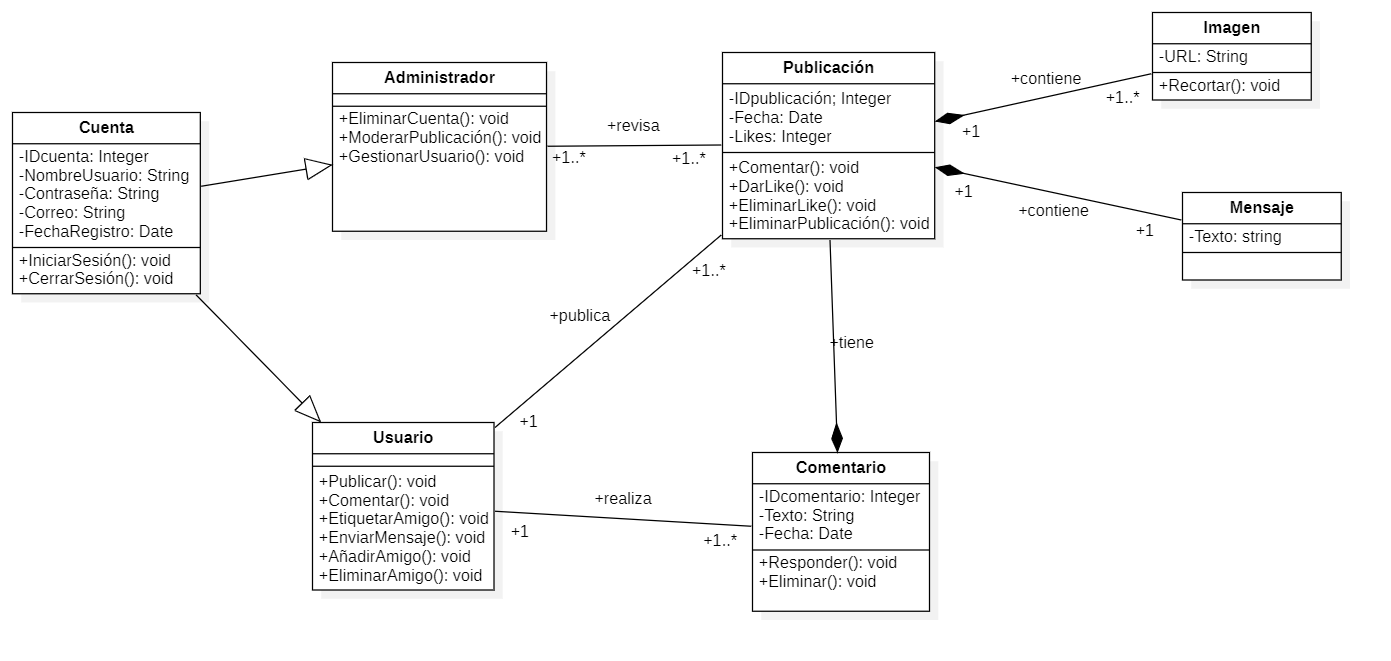 Cuenta
-IDcuenta: Integer
-NombreUsuario: String
-Contraseña: String
-Correo: String
-FechaRegistro: Date
+IniciarSesión(): void
+CerrarSesión(): void
Administrador
+EliminarCuenta(): void
+ModerarPublicación(): void
+GestionarUsuario(): void
+revisa
+1..*
+1..*
Publicación
-IDpublicación; Integer
-Fecha: Date
-Likes: Integer
+Comentar(): void
+DarLike(): void
+EliminarLike(): void
+EliminarPublicación(): void
+contiene
+1..*
+1
Imagen
-URL: String
+Recortar(): void
+1
+contiene
+1
Mensaje
-Texto: string
+1..*
+publica
+1
+tiene
Usuario
+Publicar(): void
+Comentar(): void
+EtiquetarAmigo(): void
+EnviarMensaje(): void
+AñadirAmigo(): void
+EliminarAmigo(): void
+realiza
+1
+1..*
Comentario
-IDcomentario: Integer
-Texto: String
-Fecha: Date
+Responder(): void
+Eliminar(): void